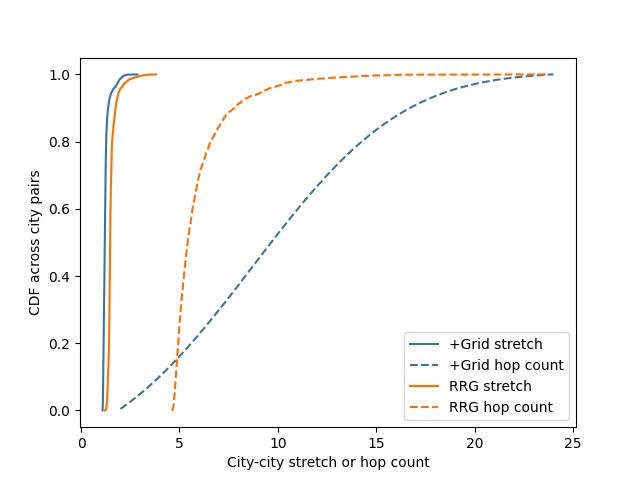 1.0
0.8
0.6
0.4
0.2
0.0
CDF across city pairs
0
5
10
15
20
25
City-city stretch or hop count
+Grid stretch
+Grid hop count
RRG stretch
RRG hop count